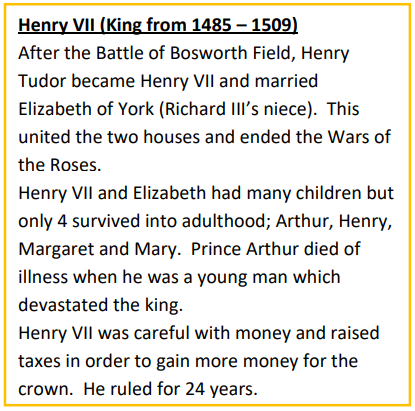 Henry VII (King from 1485 – 1509)
After the Battle of Bosworth Field, Henry
Tudor became Henry VII and married
Elizabeth of York (Richard III’s niece).  This
united the two houses and ended the Wars of
the Roses.
Henry VII and Elizabeth had many children but
only 4 survived into adulthood; Arthur, Henry,
Margaret and Mary.  Prince Arthur died of
illness when he was a young man which
devastated the king.
Henry VII was careful with money and raised
taxes in order to gain more money for the
crown.  He ruled for 24 years.